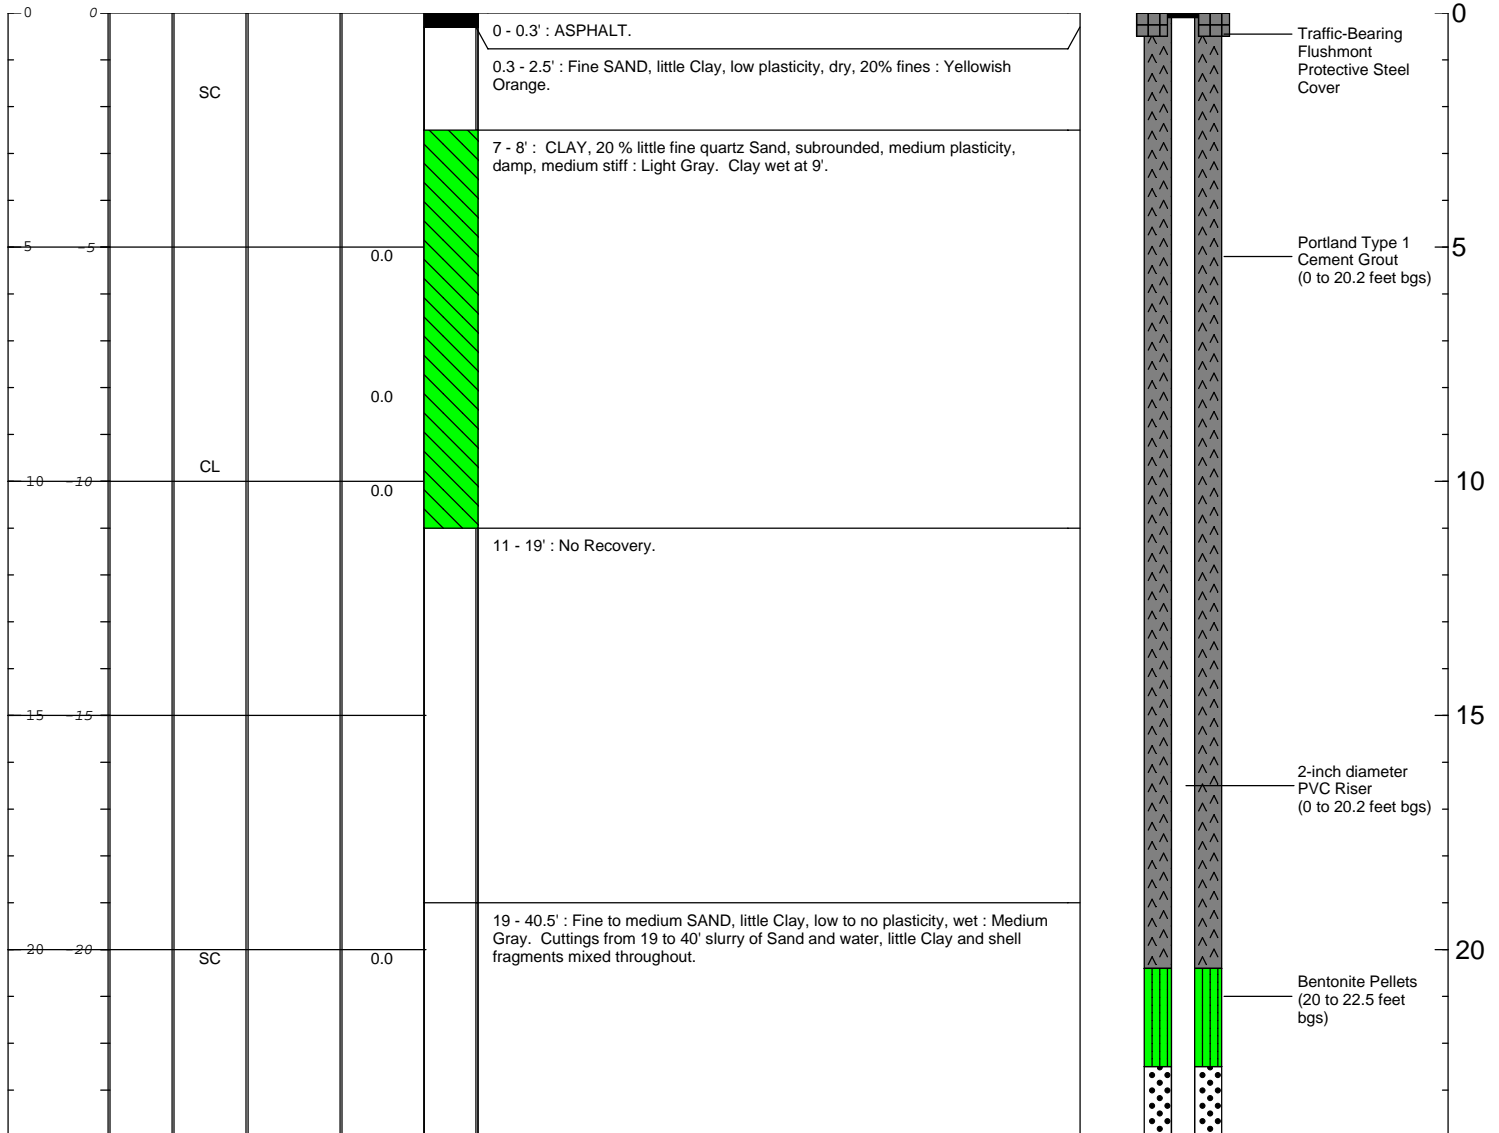 0 0 0
0 - 0.3' : ASPHALT.
Traffic-Bearing
Flushmont
Protective Steel
Cover
0.3 - 2.5' : Fine SAND, little Clay, low plasticity, dry, 20% fines : Yellowish
Orange.
SC
7 - 8' :  CLAY, 20 % little fine quartz Sand, subrounded, medium plasticity,
damp, medium stiff : Light Gray.  Clay wet at 9'.
5 -5 5
0.0
Portland Type 1
Cement Grout
(0 to 20.2 feet bgs)
0.0
CL
10 -10 10
0.0
11 - 19' : No Recovery.
15 -15 15
2-inch diameter
PVC Riser
(0 to 20.2 feet bgs)
19 - 40.5' : Fine to medium SAND, little Clay, low to no plasticity, wet : Medium
Gray.  Cuttings from 19 to 40' slurry of Sand and water, little Clay and shell
fragments mixed throughout.
20 -20 20
SC 0.0
Bentonite Pellets
(20 to 22.5 feet
bgs)